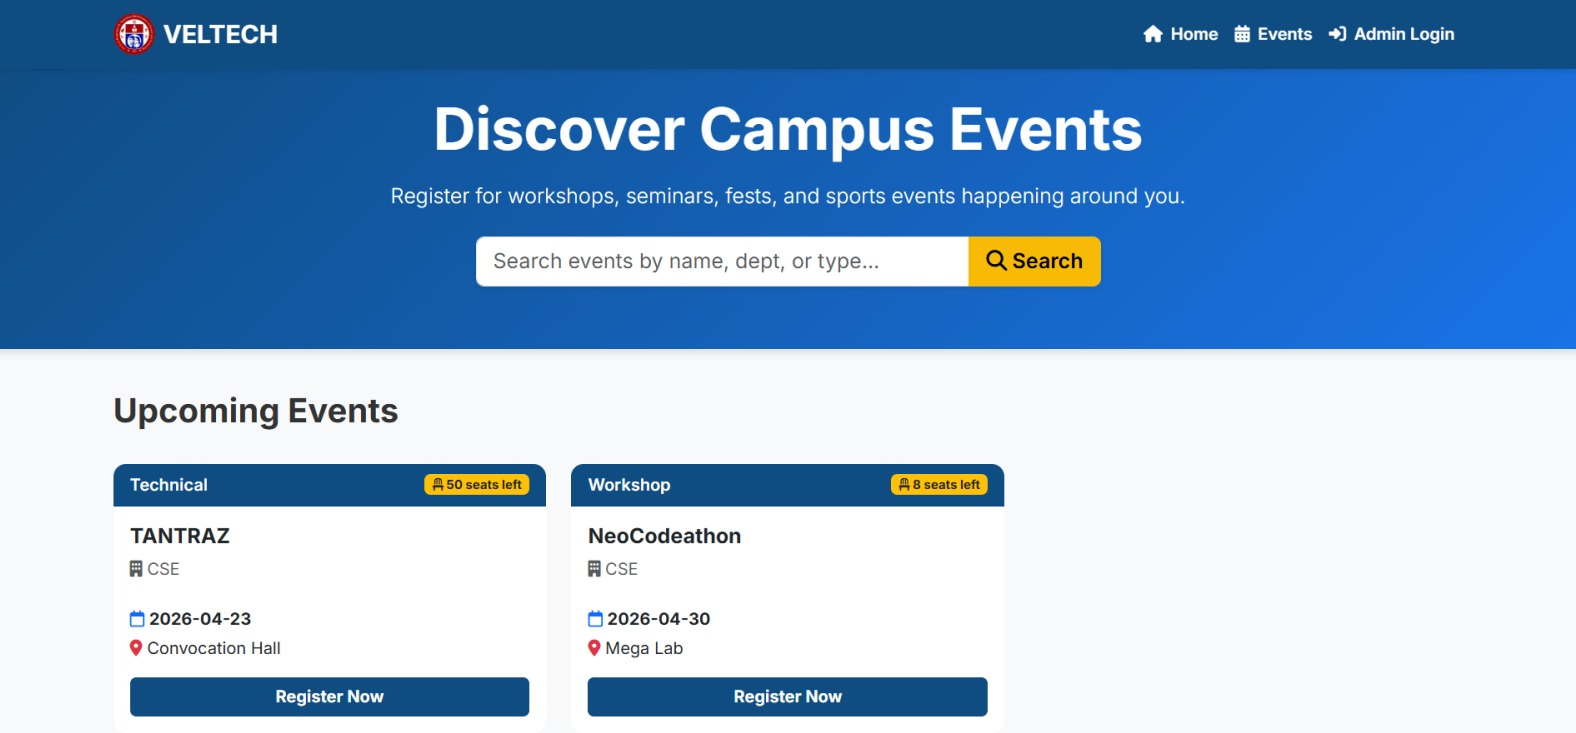 VELTECH
Home Events Admin Login
Discover Campus Events
Register for workshops, seminars, fests, and sports events happening around you.
Search events by name, dept, or type...
Search
Upcoming Events
Technical
50 seats left
TANTRAZ
CSE
2026-04-23
Convocation Hall
Register Now
Workshop
8 seats left
NeoCodeathon
CSE
2026-04-30
Mega Lab
Register Now